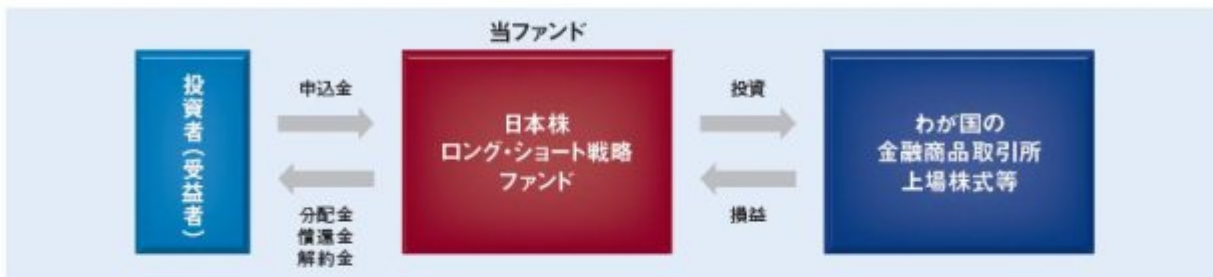 当ファンド
投資者(受益者)
申込金
分配金
償還金
解約金
日本株
ロング・ショート戦略
ファンド
投資
損益
わが国の
金融商品取引所
上場株式等